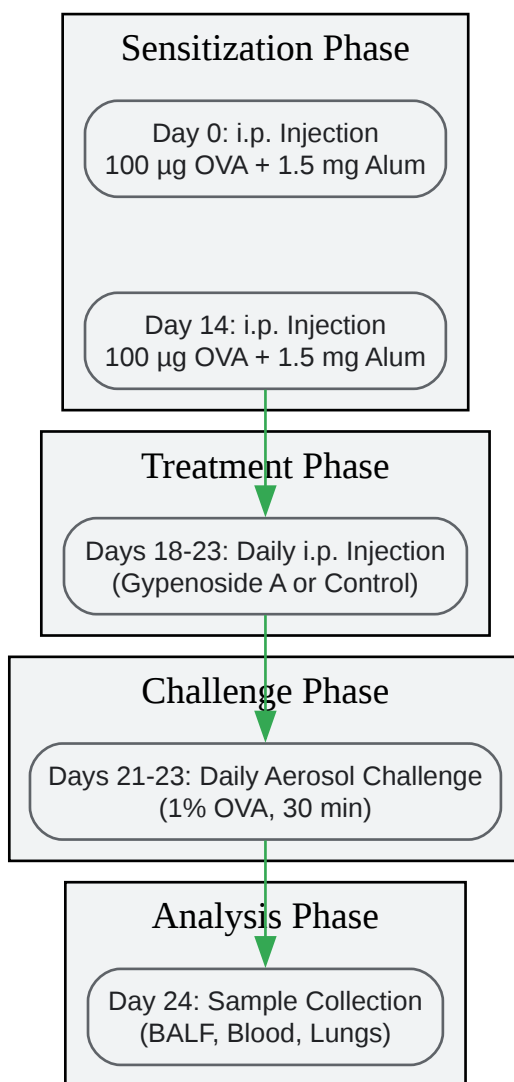 Sensitization Phase
Day 0: i.p. Injection
100 µg OVA + 1.5 mg Alum
Day 14: i.p. Injection
100 µg OVA + 1.5 mg Alum
Treatment Phase
Days 18-23: Daily i.p. Injection
(Gypenoside A or Control)
Challenge Phase
Days 21-23: Daily Aerosol Challenge
(1% OVA, 30 min)
Analysis Phase
Day 24: Sample Collection
(BALF, Blood, Lungs)